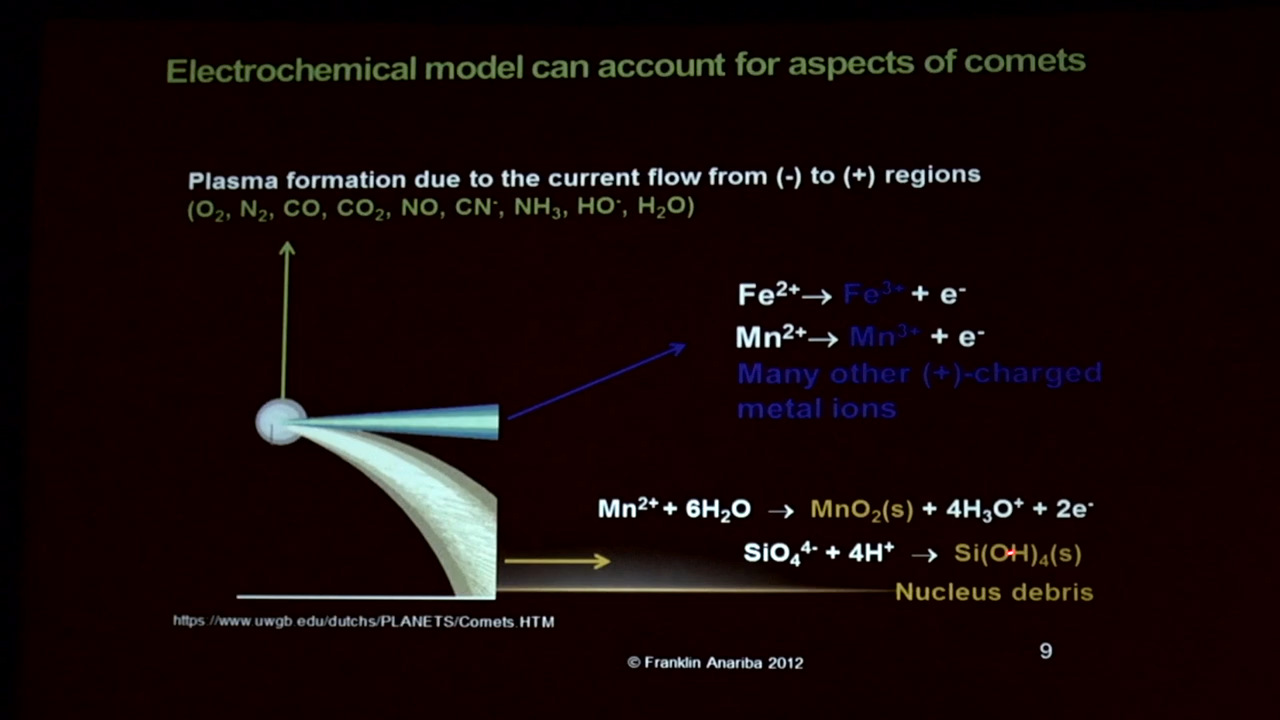 Electrochemical model can account for aspects of comets
Plasma formation due to the current flow from (-) to (+) regions
(O₂, N₂, CO, CO₂, NO, CN⁻, NH₃, HO⁻, H₂O)
Fe²⁺→ Fe³⁺ + e⁻
Mn²⁺→ Mn³⁺ + e⁻
Many other (+)-charged
metal ions
Mn²⁺ + 6H₂O → MnO₂(s) + 4H₃O⁺ + 2e⁻
SiO₄⁴⁻ + 4H⁺ → Si(OH)₄(s)
Nucleus debris
https://www.uwgb.edu/dutchs/PLANETS/Comets.HTM
© Franklin Anariba 2012
9